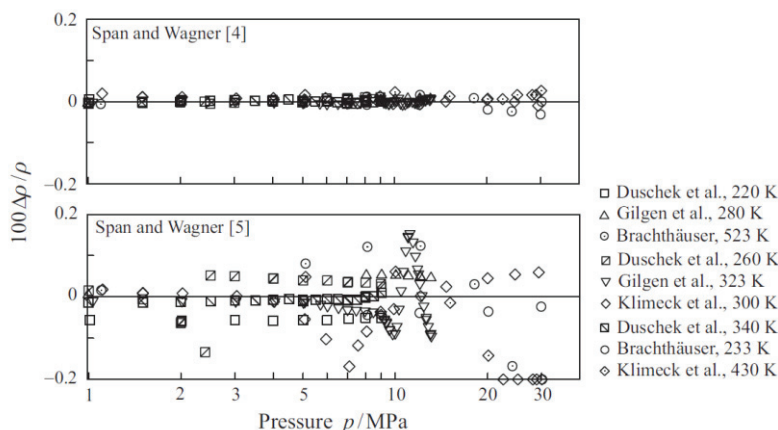 0.2
Span and Wagner [4]
0
−0.2
0.2
Span and Wagner [5]
0
−0.2
100Δρ/ρ
1 2 3 5 10 20 30
Pressure p/MPa
Duschek et al., 220 K
Gilgen et al., 280 K
Brachthäuser, 523 K
Duschek et al., 260 K
Gilgen et al., 323 K
Klimeck et al., 300 K
Duschek et al., 340 K
Brachthäuser, 233 K
Klimeck et al., 430 K